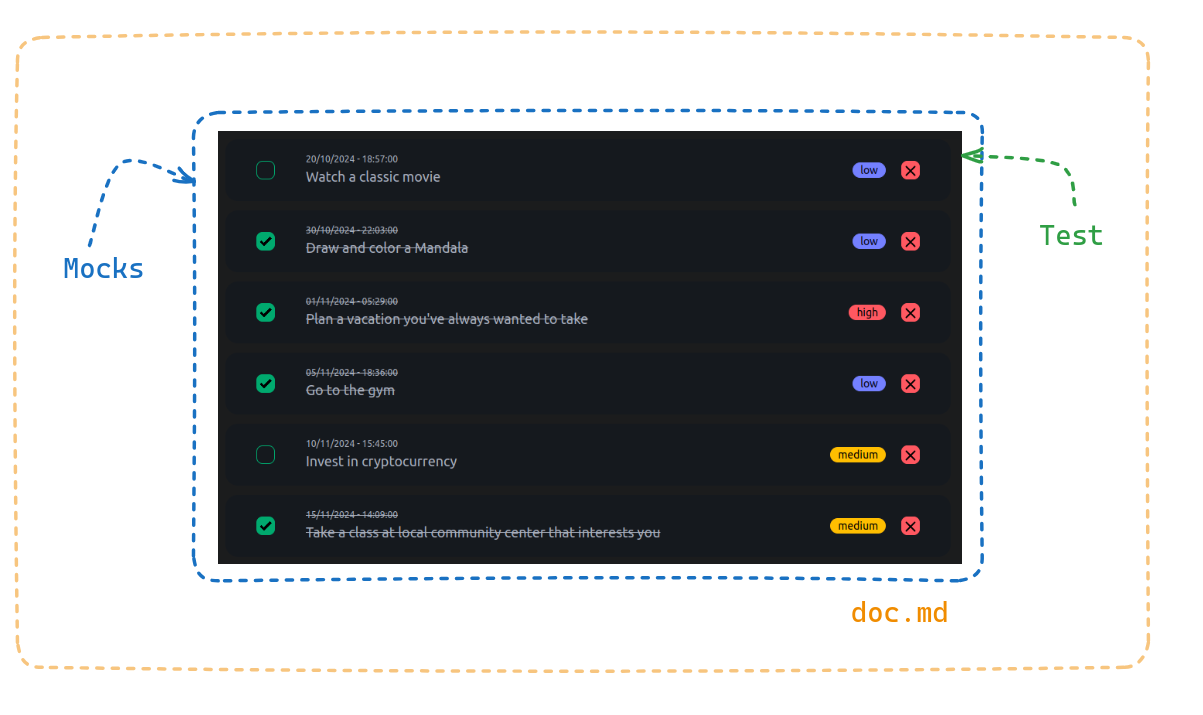 20/10/2024 - 18:57:00
Watch a classic movie
low
30/10/2024 - 22:03:00
Draw and color a Mandala
low
01/11/2024 - 05:29:00
Plan a vacation you've always wanted to take
high
05/11/2024 - 18:36:00
Go to the gym
low
10/11/2024 - 15:45:00
Invest in cryptocurrency
medium
15/11/2024 - 14:09:00
Take a class at local community center that interests you
medium
Mocks
Test
doc.md